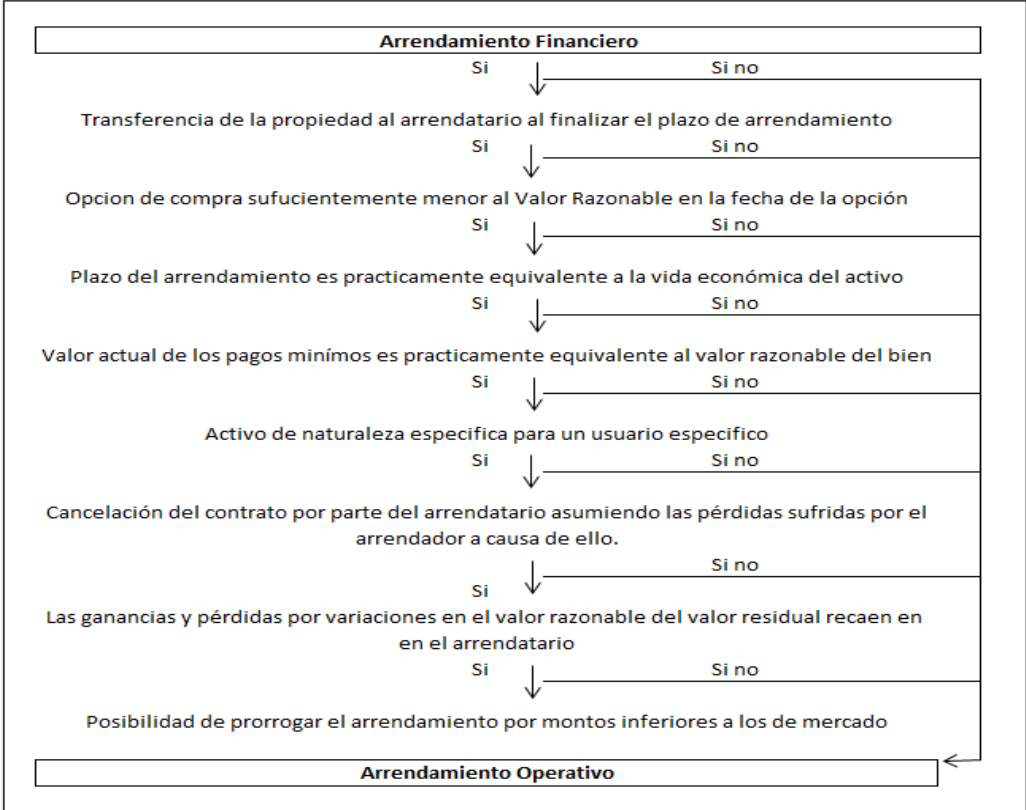 Arrendamiento Financiero
Si Si no
Transferencia de la propiedad al arrendatario al finalizar el plazo de arrendamiento
Si Si no
Opcion de compra sufucientemente menor al Valor Razonable en la fecha de la opción
Si Si no
Plazo del arrendamiento es practicamente equivalente a la vida económica del activo
Si Si no
Valor actual de los pagos minímos es practicamente equivalente al valor razonable del bien
Si Si no
Activo de naturaleza especifica para un usuario especifico
Si Si no
Cancelación del contrato por parte del arrendatario asumiendo las pérdidas sufridas por el
arrendador a causa de ello.
Si no
Si
Las ganancias y pérdidas por variaciones en el valor razonable del valor residual recaen en
en el arrendatario
Si Si no
Posibilidad de prorrogar el arrendamiento por montos inferiores a los de mercado
Arrendamiento Operativo